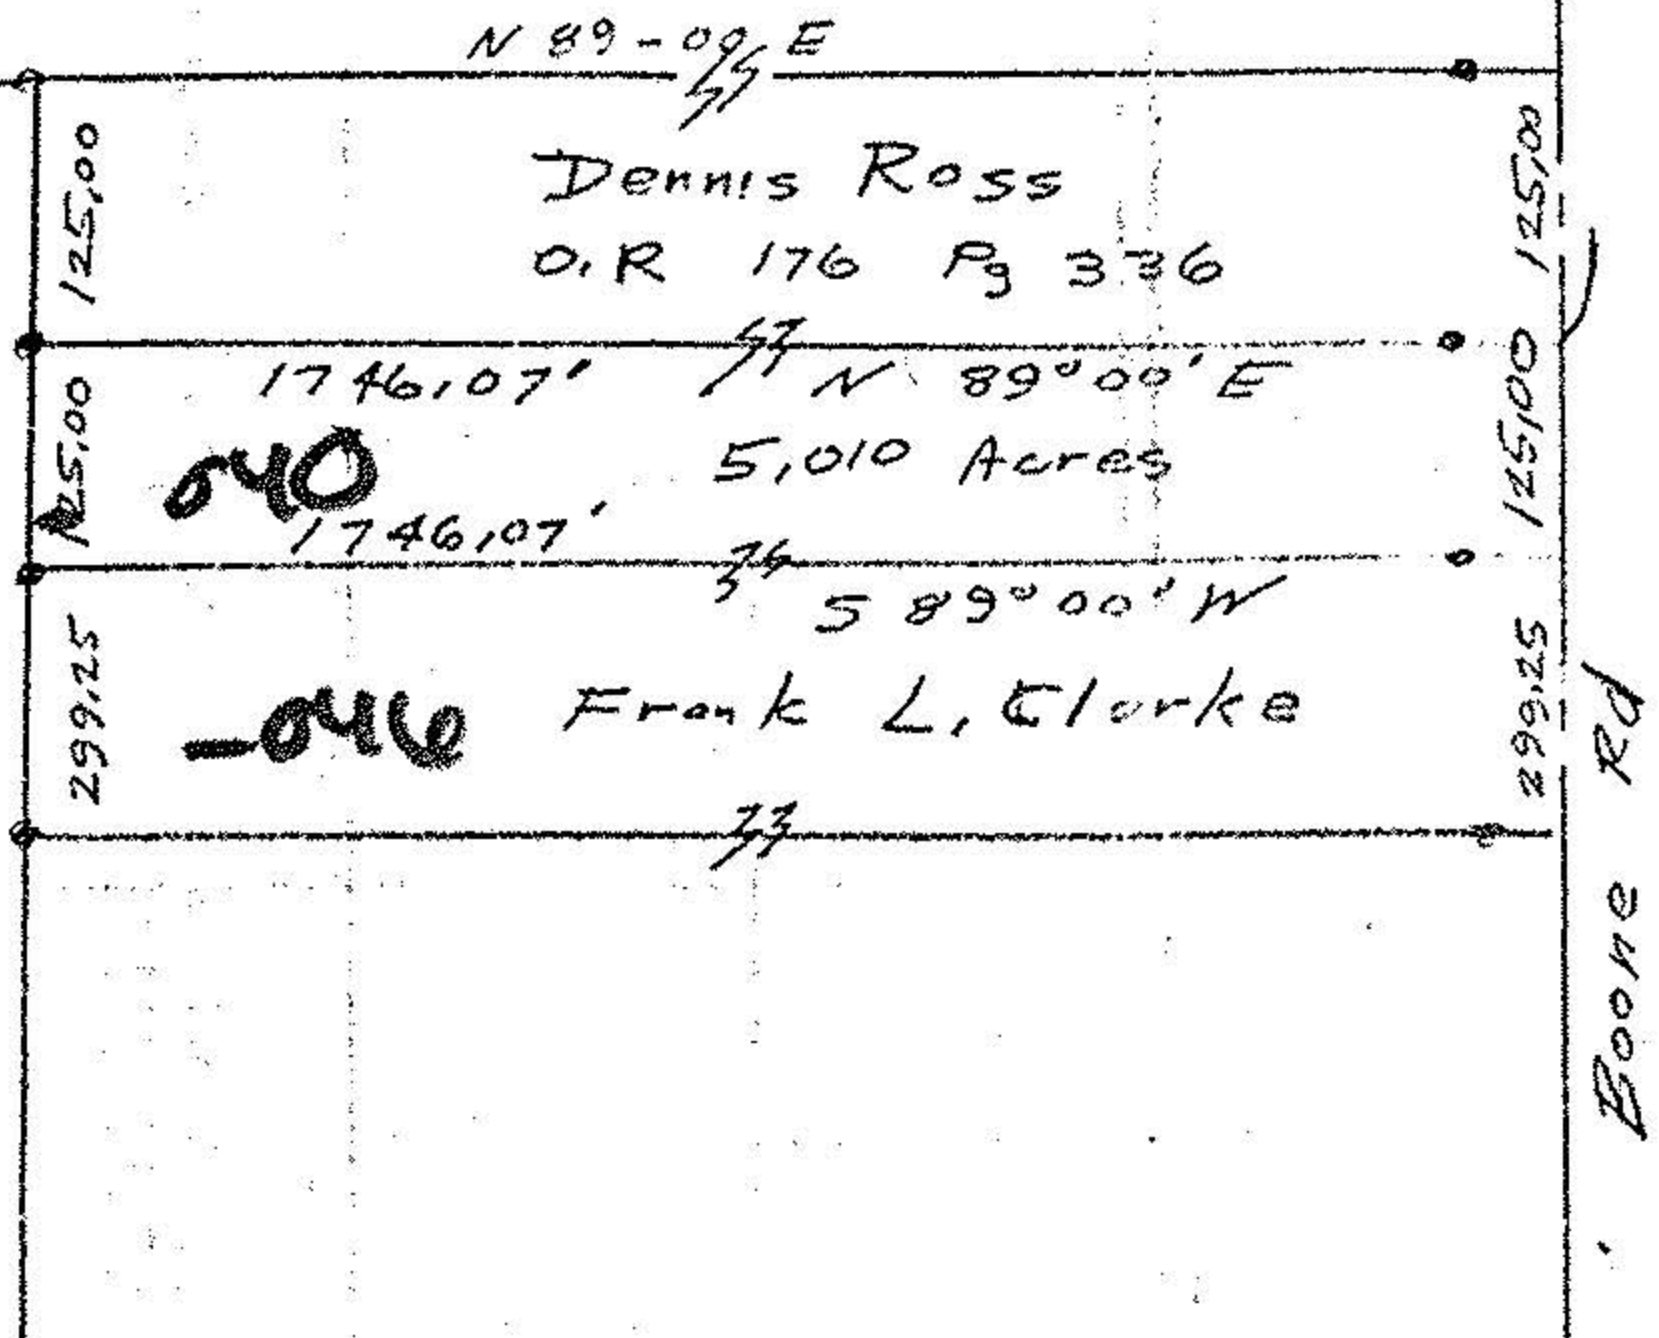 N 89-00 E
125,00
Dennis Ross
O.R 176 Pg 336
125,00
1746,07' N 89°00' E
125,00
040
5,010 Acres
125,00
1746,07'
S 89°00' W
299,25
-046
Frank L. Clarke
299,25
Boone Rd